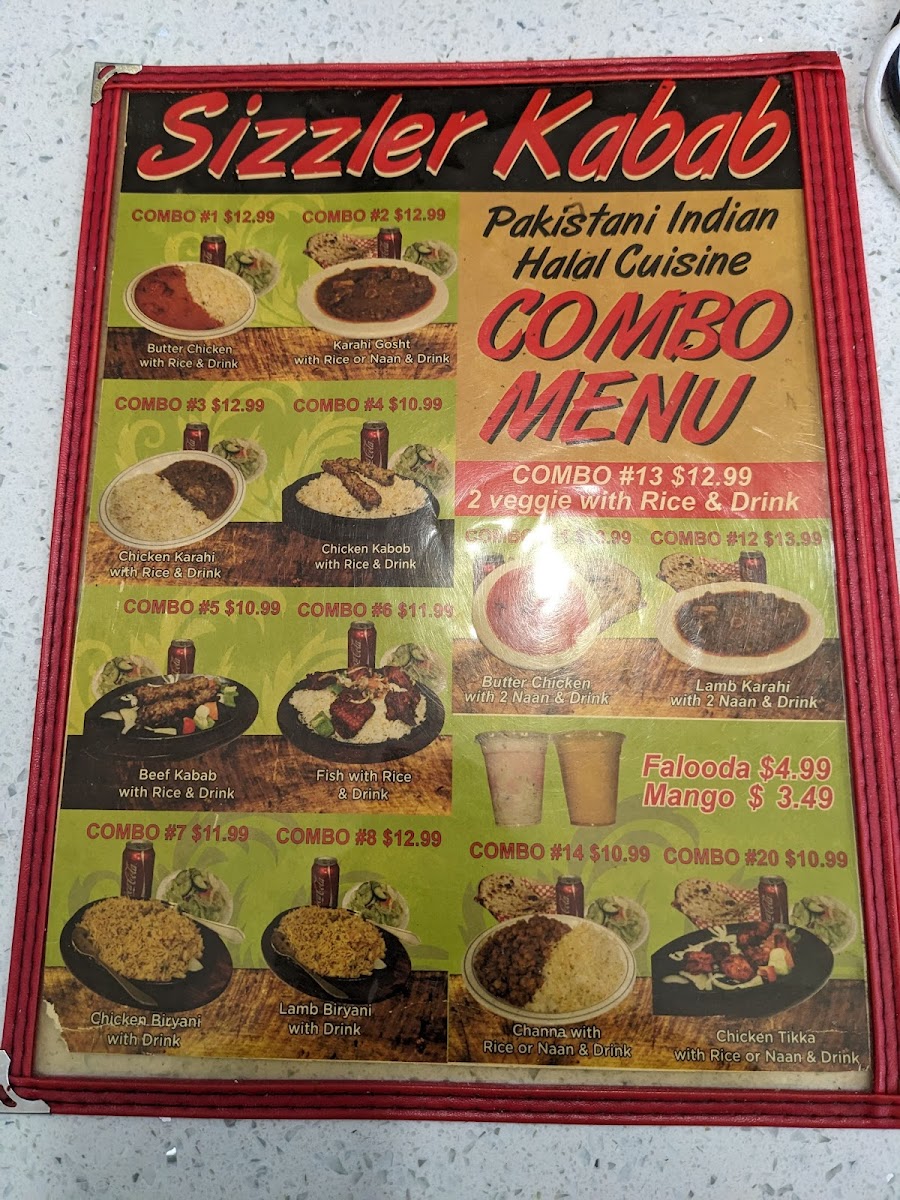 Sizzler Kabab
Pakistani Indian
Halal Cuisine
COMBO
MENU
COMBO #1 $12.99
Butter Chicken
with Rice & Drink
COMBO #2 $12.99
Karahi Gosht
with Rice or Naan & Drink
COMBO #3 $12.99
Chicken Karahi
with Rice & Drink
COMBO #4 $10.99
Chicken Kabob
with Rice & Drink
COMBO #5 $10.99
Beef Kabab
with Rice & Drink
COMBO #6 $11.99
Fish with Rice
& Drink
COMBO #7 $11.99
Chicken Biryani
with Drink
COMBO #8 $12.99
Lamb Biryani
with Drink
COMBO #13 $12.99
2 veggie with Rice & Drink
COMBO
Butter Chicken
with 2 Naan & Drink
COMBO #12 $13.99
Lamb Karahi
with 2 Naan & Drink
Falooda $4.99
Mango $ 3.49
COMBO #14 $10.99
Channa with
Rice or Naan & Drink
COMBO #20 $10.99
Chicken Tikka
with Rice or Naan & Drink